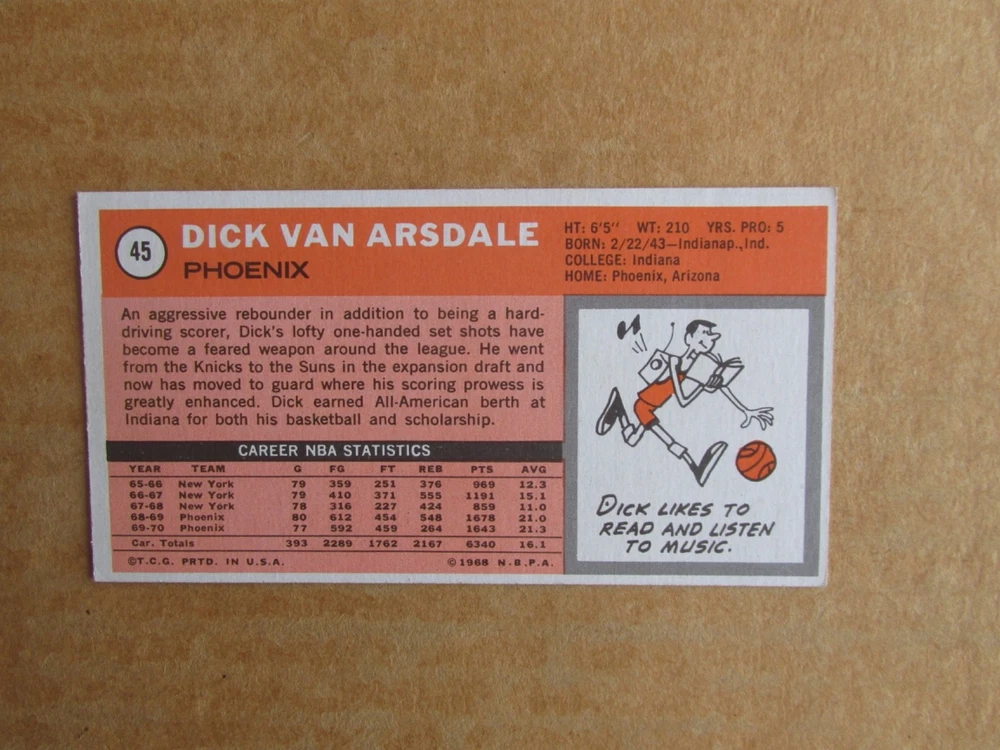 45
DICK VAN ARSDALE
PHOENIX
HT: 6'5" WT: 210 YRS. PRO: 5
BORN: 2/22/43—Indianap., Ind.
COLLEGE: Indiana
HOME: Phoenix, Arizona
An aggressive rebounder in addition to being a hard-
driving scorer, Dick's lofty one-handed set shots have
become a feared weapon around the league. He went
from the Knicks to the Suns in the expansion draft and
now has moved to guard where his scoring prowess is
greatly enhanced. Dick earned All-American berth at
Indiana for both his basketball and scholarship.
CAREER NBA STATISTICS
YEAR TEAM G FG FT REB PTS AVG
65-66 New York 79 359 251 376 969 12.3
66-67 New York 79 410 371 555 1191 15.1
67-68 New York 78 316 227 424 859 11.0
68-69 Phoenix 80 612 454 548 1678 21.0
69-70 Phoenix 77 592 459 264 1643 21.3
Car. Totals 393 2289 1762 2167 6340 16.1
©T.C.G. PRTD. IN U.S.A. ©1968 N.B.P.A.
DICK LIKES TO
READ AND LISTEN
TO MUSIC.